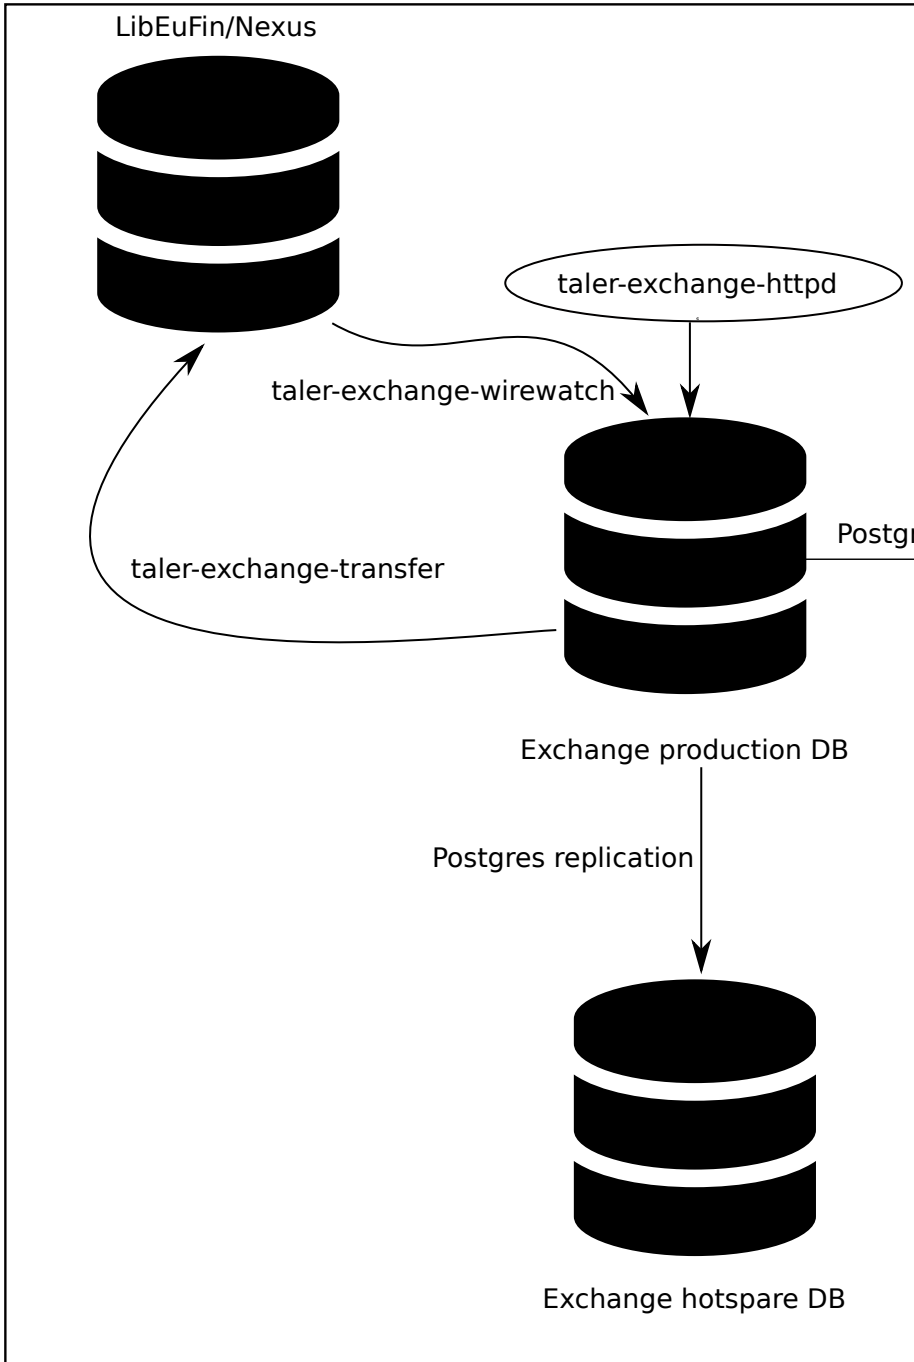 LibEuFin/Nexus
taler-exchange-httpd
taler-exchange-wirewatch
Postgr
taler-exchange-transfer
Exchange production DB
Postgres replication
Exchange hotspare DB